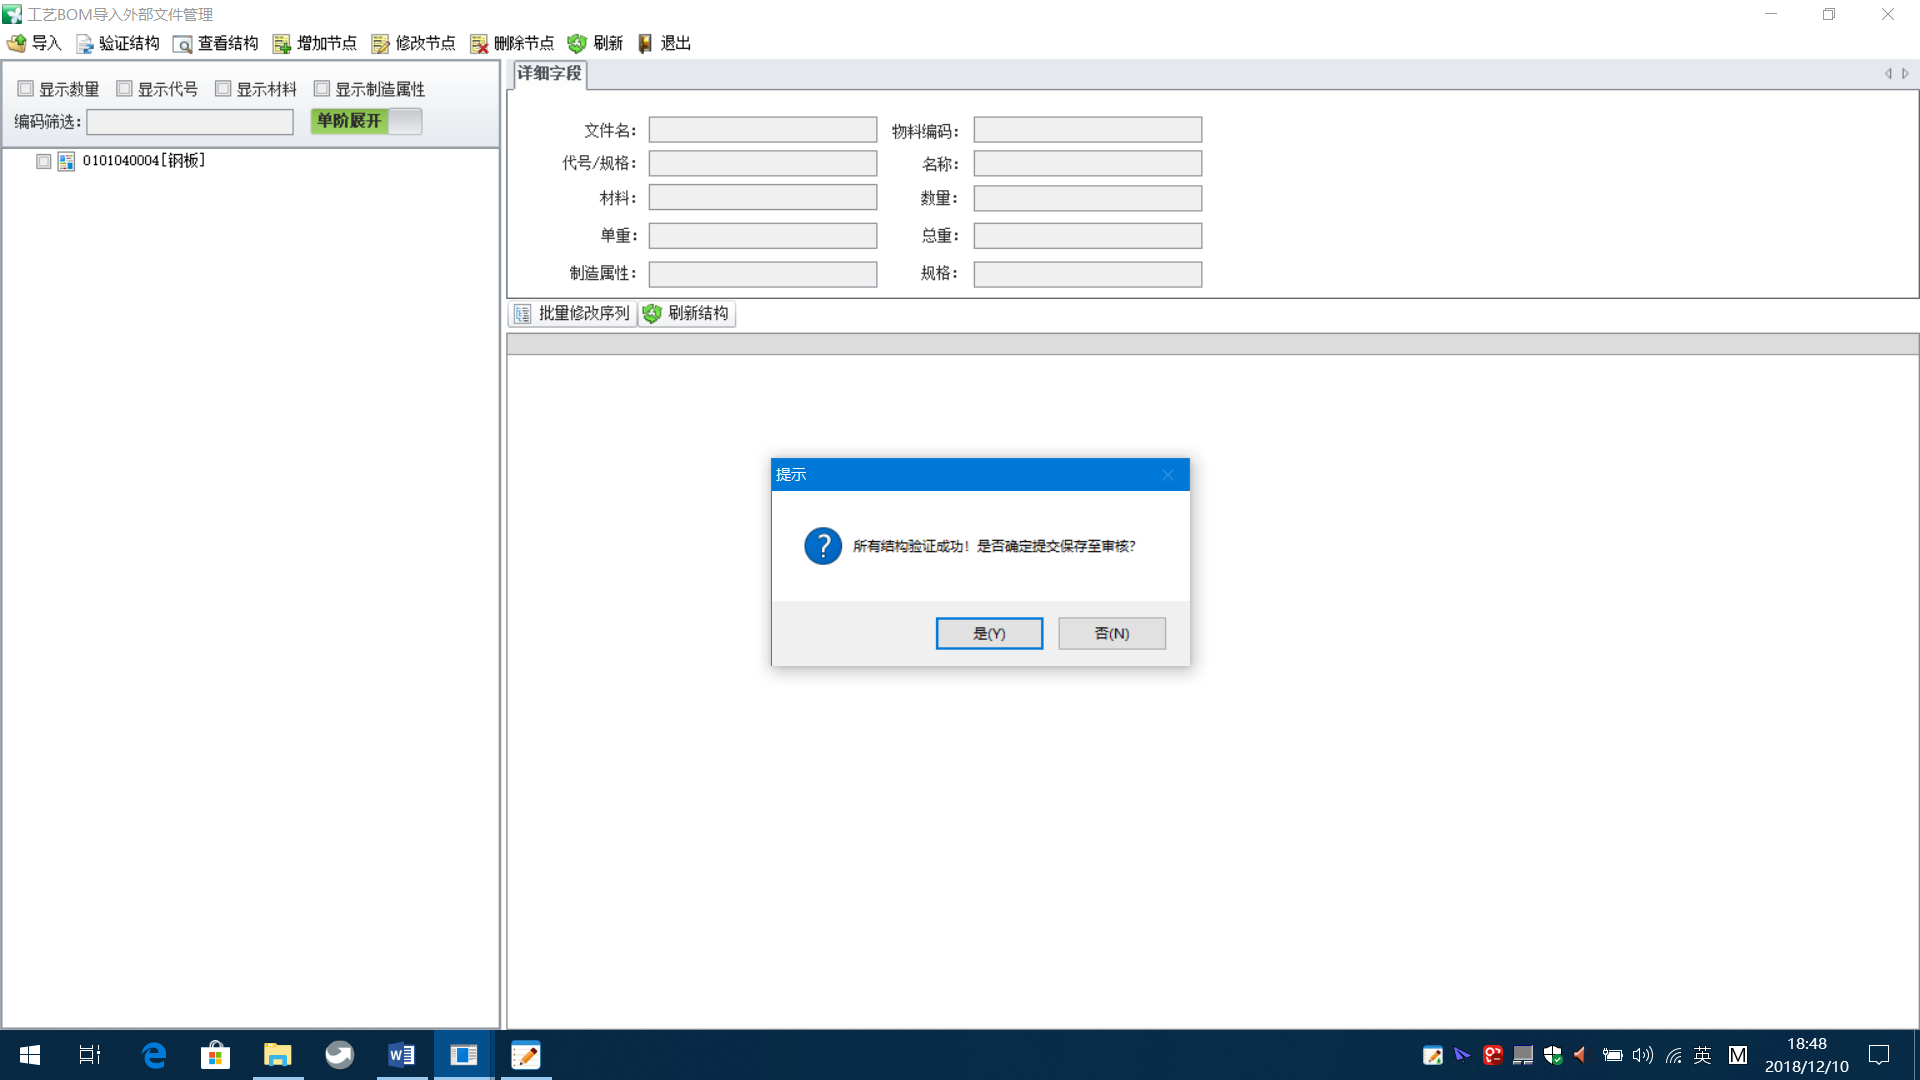 工艺BOM导入外部文件管理
导入 验证结构 查看结构 增加节点 修改节点 删除节点 刷新 退出
显示数量 显示代号 显示材料 显示制造属性
编码筛选: 单阶展开
0101040004[钢板]
详细字段
文件名: 物料编码:
代号/规格: 名称:
材料: 数量:
单重: 总重:
制造属性: 规格:
批量修改序列 刷新结构
提示
所有结构验证成功! 是否确定提交保存至审核?
是(Y) 否(N)
英 M 18:48
2018/12/10